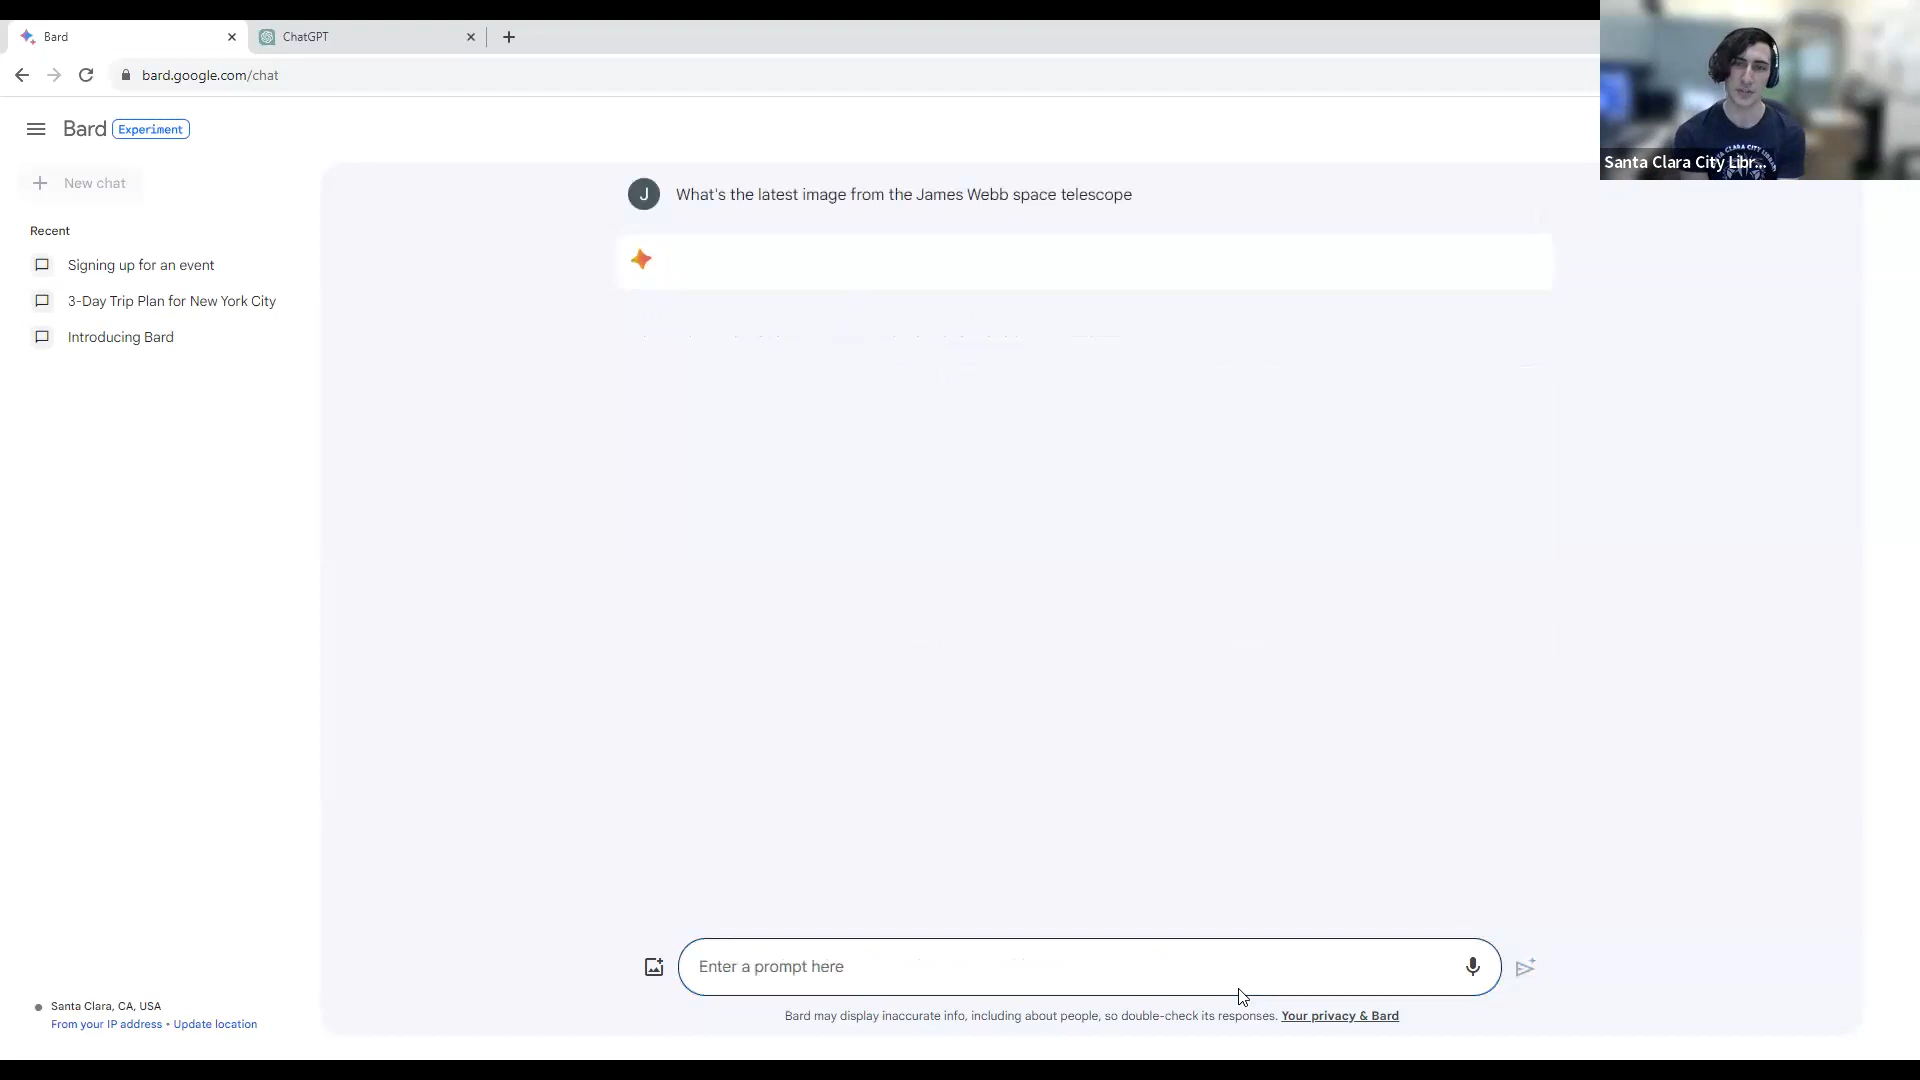 Bard
ChatGPT
bard.google.com/chat
Bard Experiment
New chat
Recent
Signing up for an event
3-Day Trip Plan for New York City
Introducing Bard
J What's the latest image from the James Webb space telescope
Santa Clara City Libr...
Enter a prompt here
Bard may display inaccurate info, including about people, so double-check its responses. Your privacy & Bard
Santa Clara, CA, USA
From your IP address • Update location